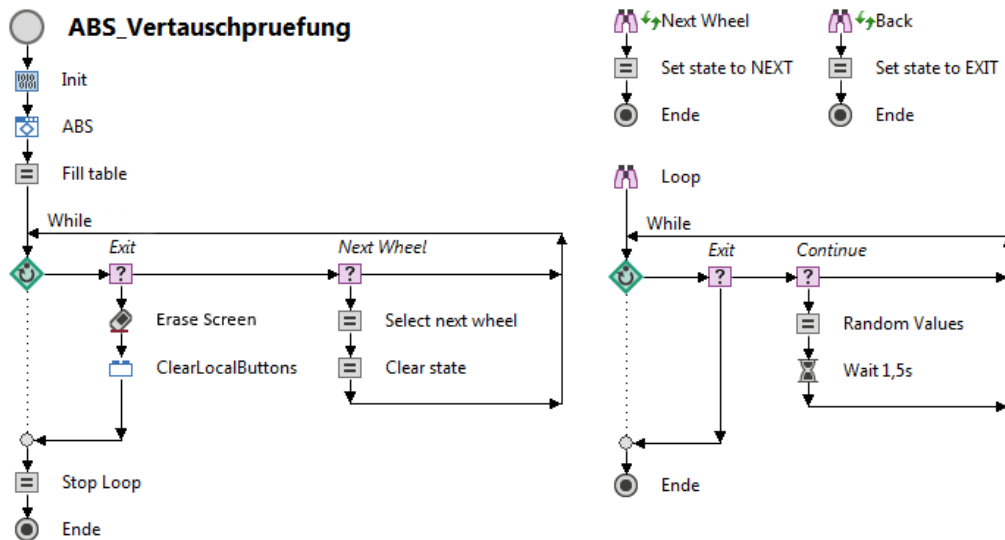 ABS_Vertauschpruefung
Init
ABS
Fill table
While
Exit
Next Wheel
?
?
Erase Screen
Select next wheel
ClearLocalButtons
Clear state
Stop Loop
Ende
Next Wheel
Set state to NEXT
Ende
Back
Set state to EXIT
Ende
Loop
While
Exit
Continue
?
?
Random Values
Wait 1,5s
Ende